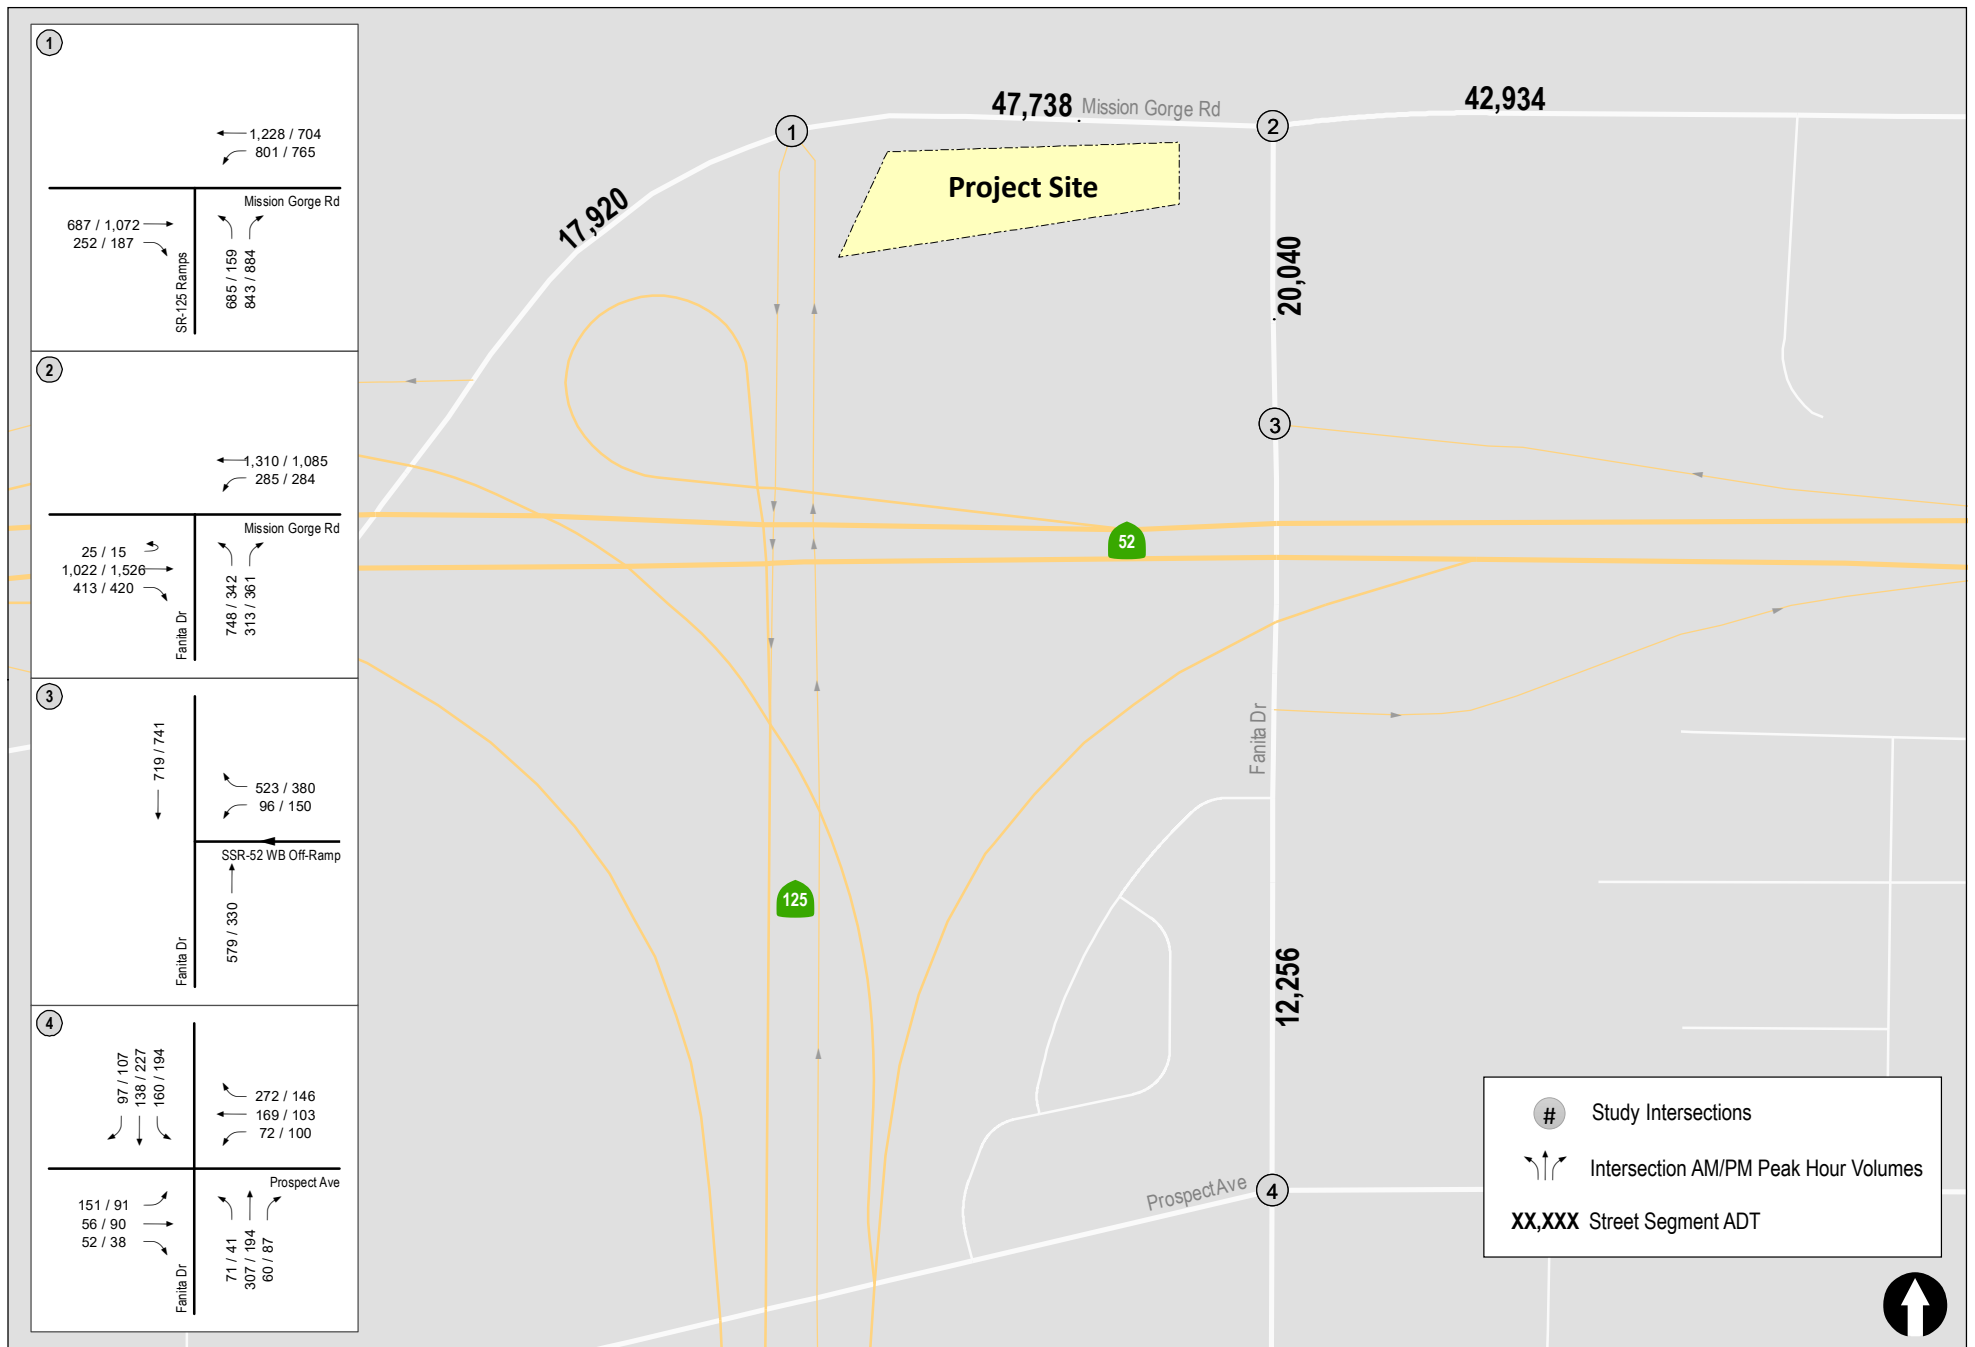 1
1,228 / 704
801 / 765
Mission Gorge Rd
687 / 1,072
252 / 187
SR-125 Ramps
685 / 159
843 / 884
2
1,310 / 1,085
285 / 284
Mission Gorge Rd
25 / 15
1,022 / 1,526
413 / 420
Fanita Dr
748 / 342
313 / 361
3
719 / 741
523 / 380
96 / 150
SSR-52 WB Off-Ramp
579 / 330
Fanita Dr
4
97 / 107
138 / 227
160 / 194
272 / 146
169 / 103
72 / 100
Prospect Ave
151 / 91
56 / 90
52 / 38
Fanita Dr
71 / 41
307 / 194
60 / 87
47,738 Mission Gorge Rd
42,934
1
2
Project Site
17,920
20,040
3
52
Fanita Dr
125
12,256
Prospect Ave
4
# Study Intersections
Intersection AM/PM Peak Hour Volumes
XX,XXX Street Segment ADT